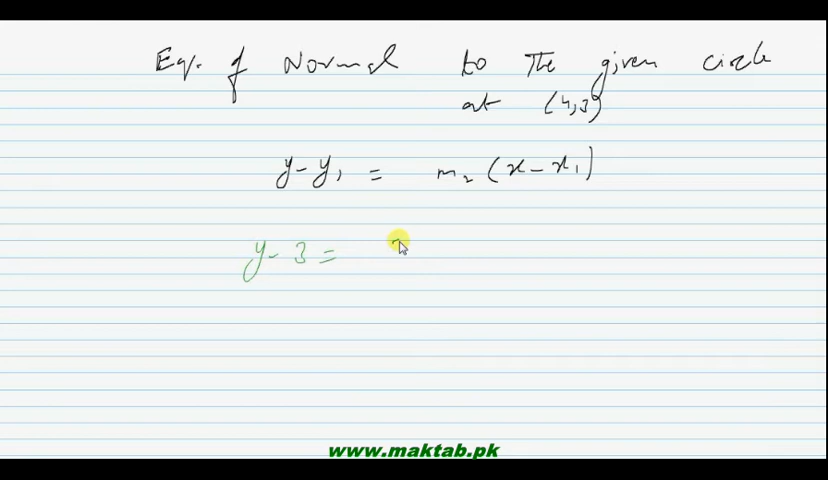 Eq. of Normal to The given circle
at (4,3)
y - y₁ = m₂ (x - x₁)
y - 3 =
www.maktab.pk